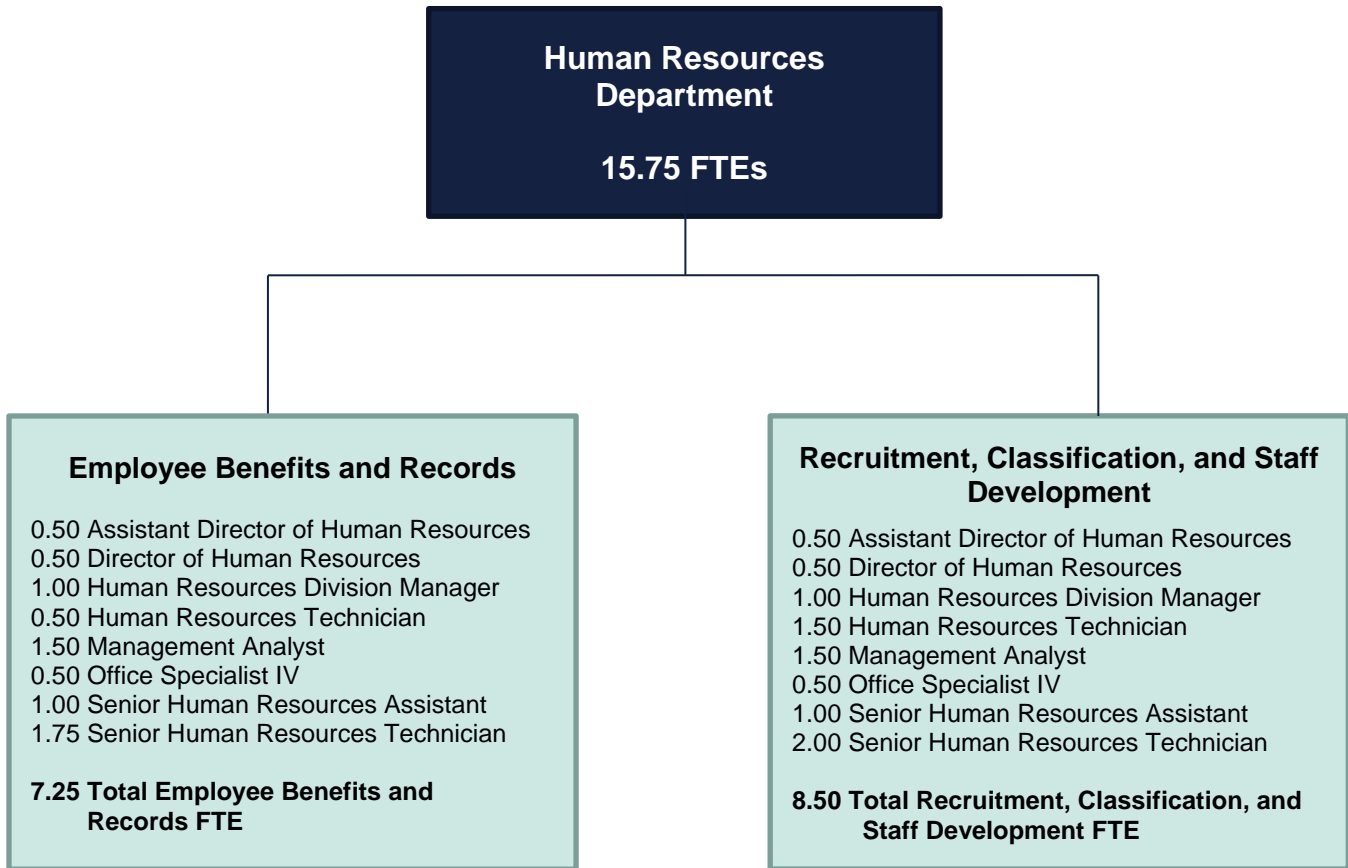 Human Resources
Department
15.75 FTEs
Employee Benefits and Records
0.50 Assistant Director of Human Resources
0.50 Director of Human Resources
1.00 Human Resources Division Manager
0.50 Human Resources Technician
1.50 Management Analyst
0.50 Office Specialist IV
1.00 Senior Human Resources Assistant
1.75 Senior Human Resources Technician
7.25 Total Employee Benefits and
Records FTE
Recruitment, Classification, and Staff
Development
0.50 Assistant Director of Human Resources
0.50 Director of Human Resources
1.00 Human Resources Division Manager
1.50 Human Resources Technician
1.50 Management Analyst
0.50 Office Specialist IV
1.00 Senior Human Resources Assistant
2.00 Senior Human Resources Technician
8.50 Total Recruitment, Classification, and
Staff Development FTE